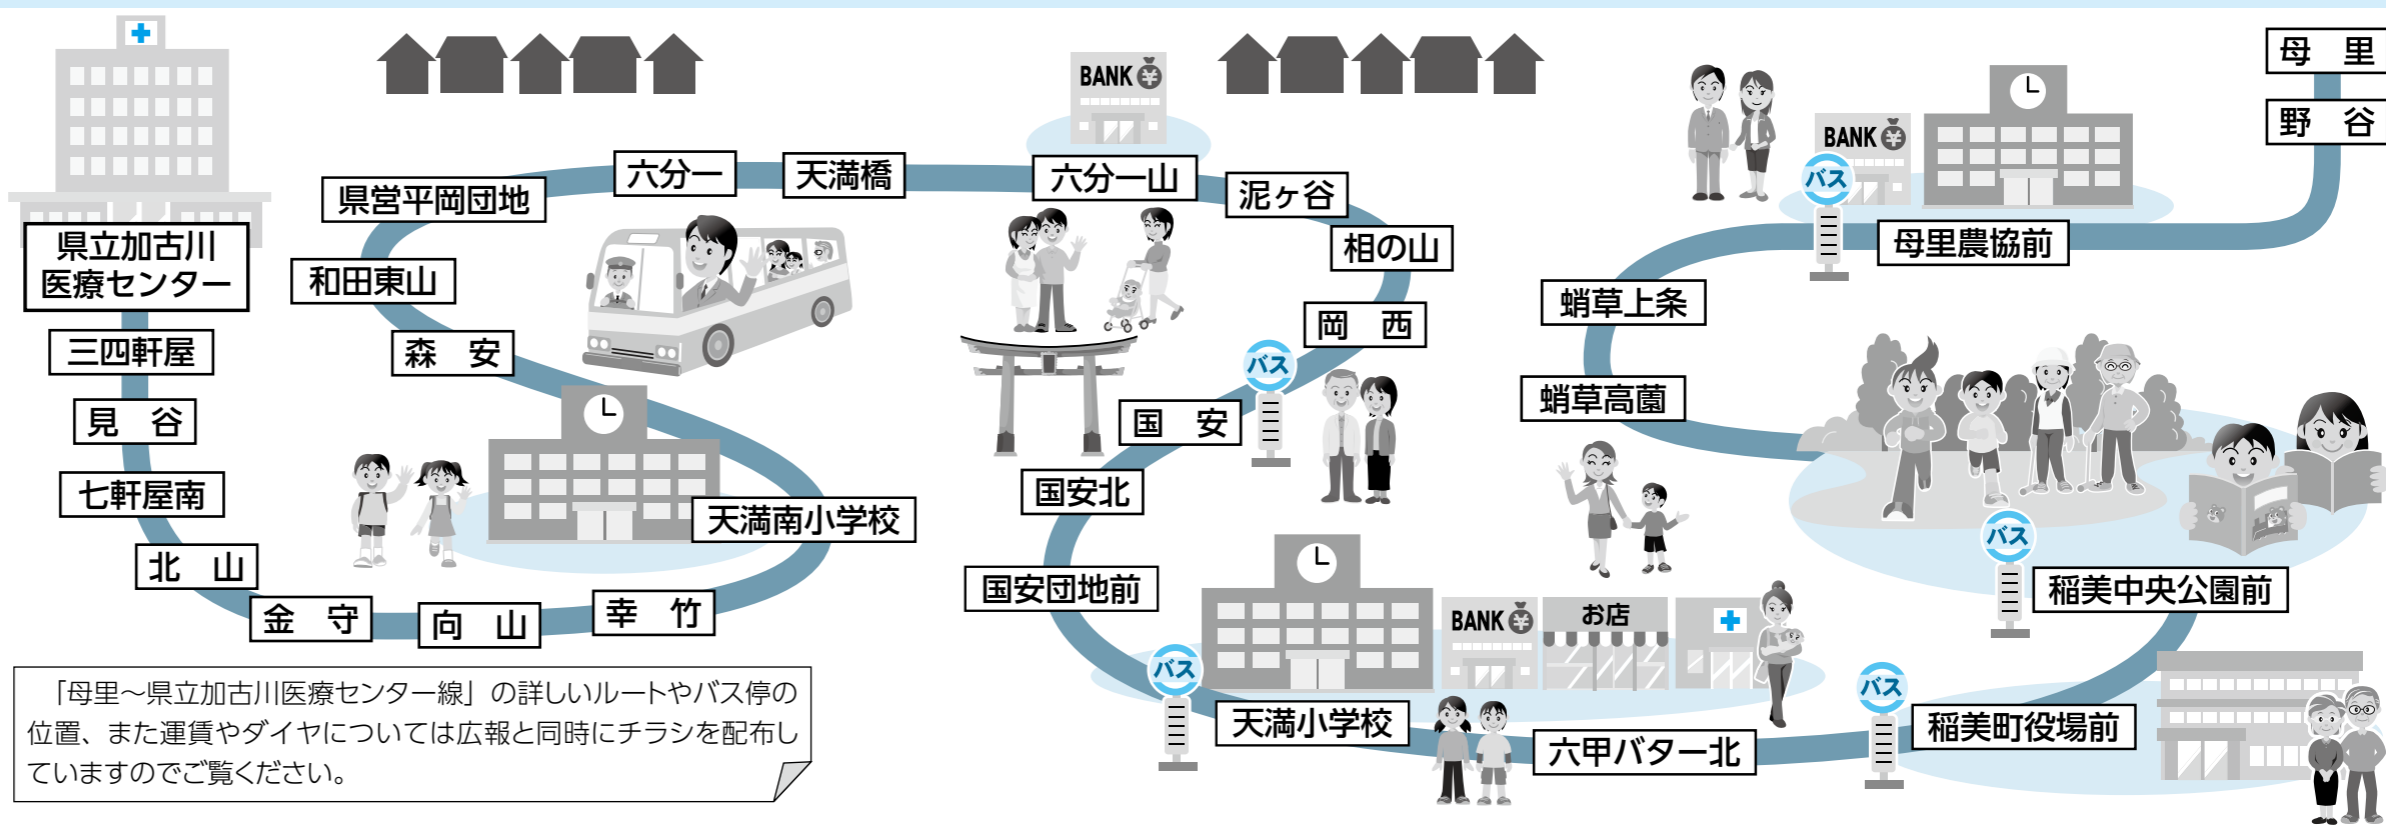 県立加古川
医療センター
三四軒屋
見 谷
七軒屋南
北 山
金 守
向 山
幸 竹
天満南小学校
森 安
和田東山
県営平岡団地
六分一
天満橋
BANK ¥
六分一山
泥ヶ谷
相の山
岡 西
バス
国 安
国安北
国安団地前
バス
天満小学校
BANK ¥
お店
六甲バター北
バス
稲美町役場前
稲美中央公園前
バス
蛸草高園
蛸草上条
バス
BANK ¥
母里農協前
野 谷
母 里
「母里～県立加古川医療センター線」の詳しいルートやバス停の
位置、また運賃やダイヤについては広報と同時にチラシを配布し
ていますのでご覧ください。